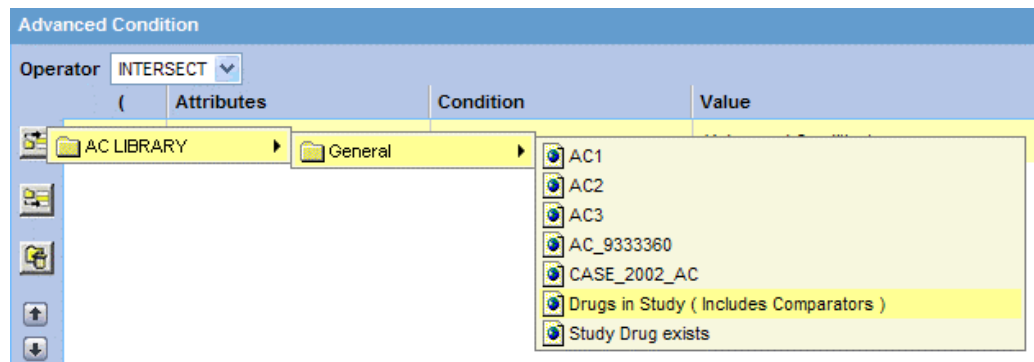 Advanced Condition
Operator INTERSECT
( Attributes Condition Value
AC LIBRARY
General
AC1
AC2
AC3
AC_9333360
CASE_2002_AC
Drugs in Study ( Includes Comparators )
Study Drug exists